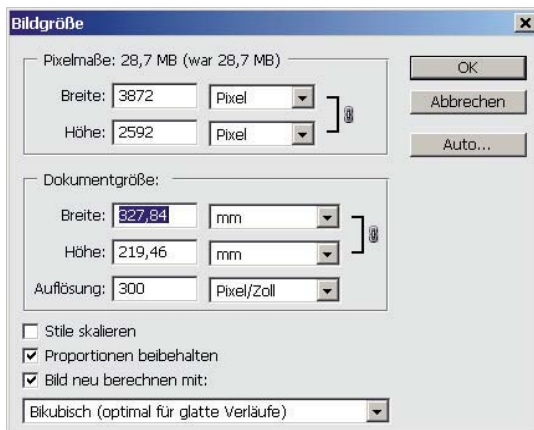 Bildgröße
Pixelmaße: 28,7 MB (war 28,7 MB)
Breite: 3872 Pixel
Höhe: 2592 Pixel
OK
Abbrechen
Auto...
Dokumentgröße:
Breite: 327,84 mm
Höhe: 219,46 mm
Auflösung: 300 Pixel/Zoll
Stile skalieren
Proportionen beibehalten
Bild neu berechnen mit:
Bikubisch (optimal für glatte Verläufe)